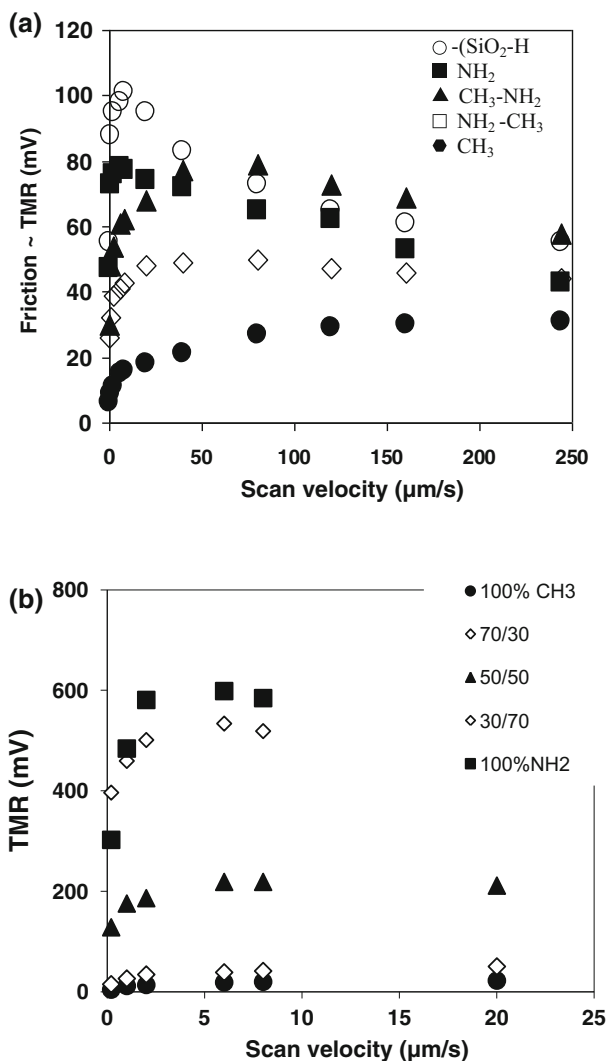 (a)
120
100
80
60
40
20
0
Friction ~ TMR (mV)
-(SiO₂-H
NH₂
CH₃-NH₂
NH₂ -CH₃
CH₃
0 50 100 150 200 250
Scan velocity (µm/s)
(b)
800
600
400
200
0
TMR (mV)
100% CH3
70/30
50/50
30/70
100%NH2
0 5 10 15 20 25
Scan velocity (µm/s)